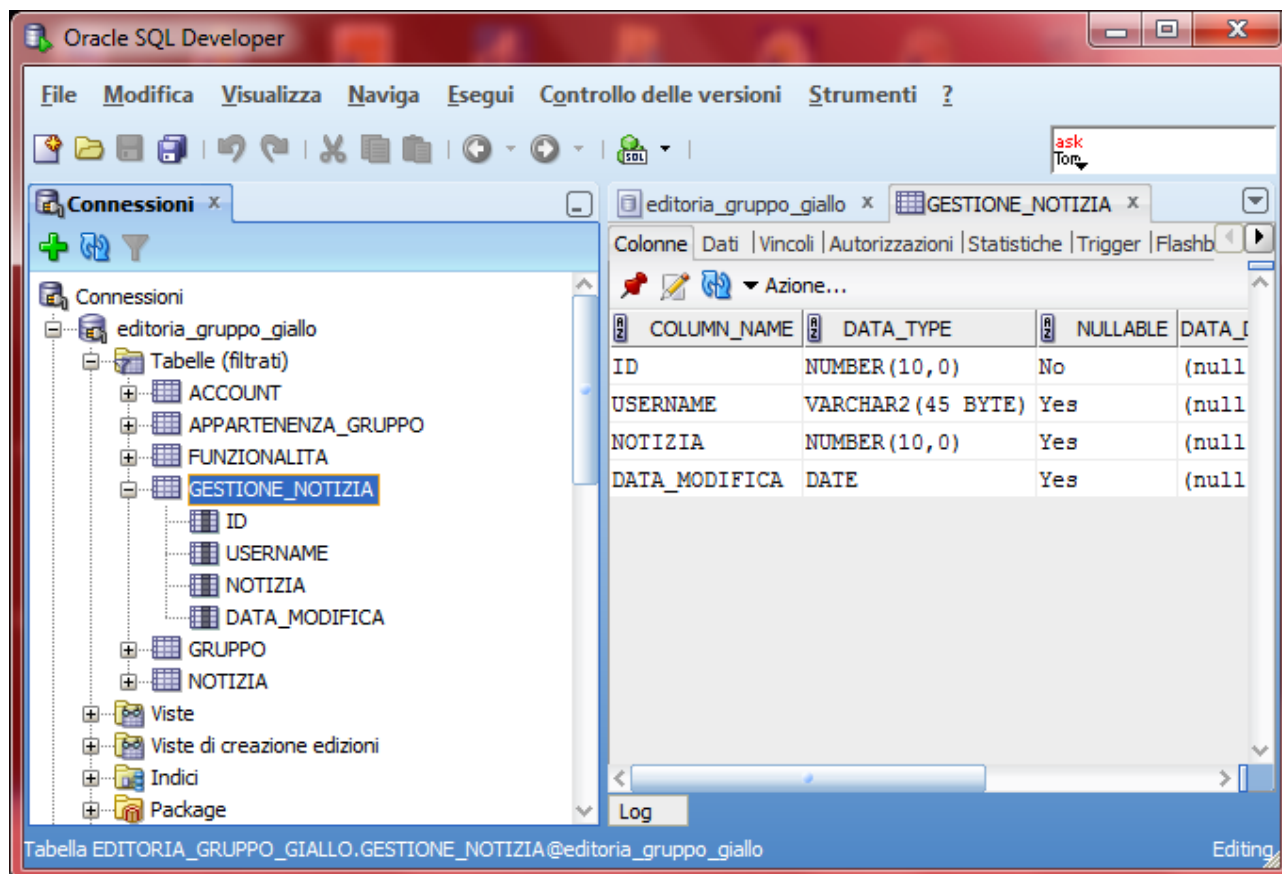 Oracle SQL Developer
File Modifica Visualizza Naviga Esegui Controllo delle versioni Strumenti ?
SQL
ask
Tom
Connessioni x
Connessioni
editoria_gruppo_giallo
Tabelle (filtrati)
ACCOUNT
APPARTENENZA_GRUPPO
FUNZIONALITA
GESTIONE_NOTIZIA
ID
USERNAME
NOTIZIA
DATA_MODIFICA
GRUPPO
NOTIZIA
Viste
Viste di creazione edizioni
Indici
Package
editoria_gruppo_giallo x GESTIONE_NOTIZIA x
Colonne Dati |Vincoli |Autorizzazioni |Statistiche |Trigger |Flashb
Azione...
COLUMN_NAME DATA_TYPE NULLABLE DATA_D
ID NUMBER(10,0) No (null
USERNAME VARCHAR2(45 BYTE) Yes (null
NOTIZIA NUMBER(10,0) Yes (null
DATA_MODIFICA DATE Yes (null
Log
Tabella EDITORIA_GRUPPO_GIALLO.GESTIONE_NOTIZIA@editoria_gruppo_giallo Editing